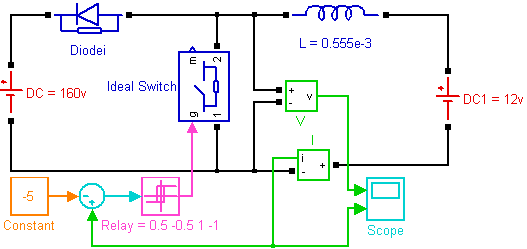 Diodei
L = 0.555e-3
m
2
Ideal Switch
DC = 160v
g
1
+
-
v
V
DC1 = 12v
I
i
+
-
-5
-
+
Constant
Relay = 0.5 -0.5 1 -1
Scope